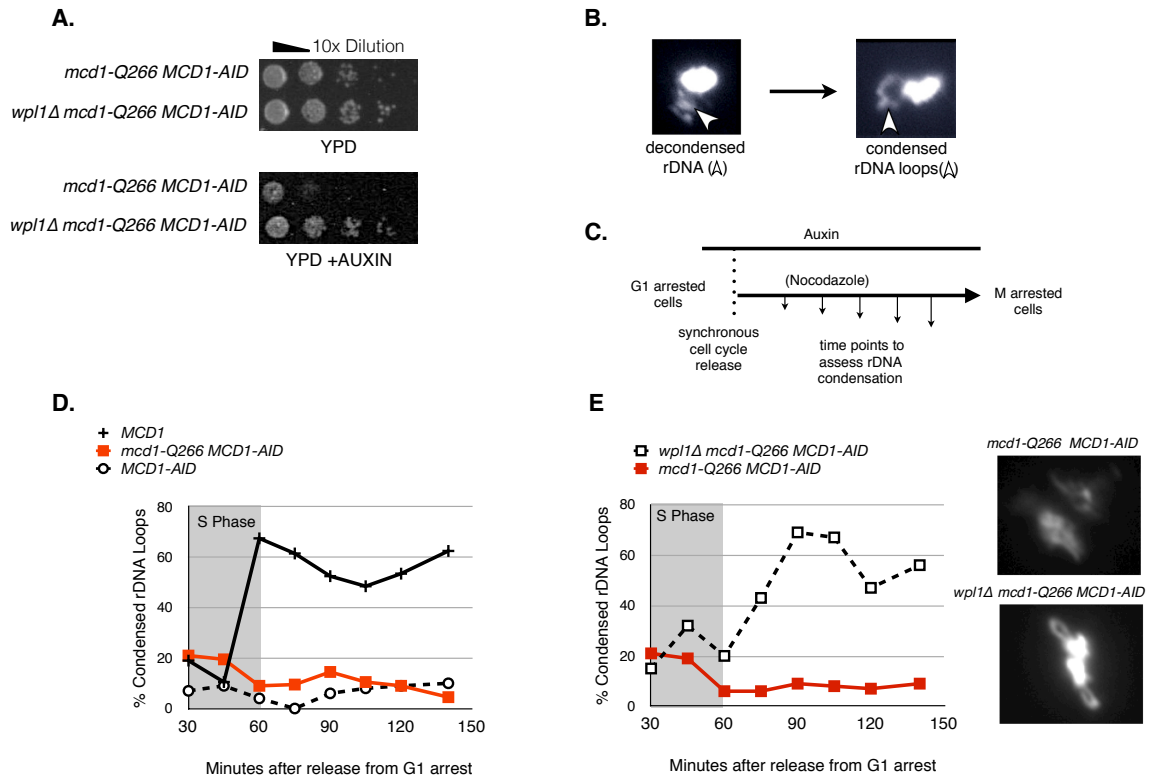 A.
10x Dilution
mcd1-Q266 MCD1-AID
wpl1Δ mcd1-Q266 MCD1-AID
YPD
mcd1-Q266 MCD1-AID
wpl1Δ mcd1-Q266 MCD1-AID
YPD +AUXIN
B.
decondensed
rDNA (
)
condensed
rDNA loops(
)
C.
Auxin
G1 arrested
cells
(Nocodazole)
M arrested
cells
synchronous
cell cycle
release
time points to
assess rDNA
condensation
D.
MCD1
mcd1-Q266 MCD1-AID
MCD1-AID
% Condensed rDNA Loops
80
60
40
20
0
S Phase
30
60
90
120
150
Minutes after release from G1 arrest
E
wpl1Δ mcd1-Q266 MCD1-AID
mcd1-Q266 MCD1-AID
% Condensed rDNA Loops
80
60
40
20
0
S Phase
30
60
90
120
150
Minutes after release from G1 arrest
mcd1-Q266 MCD1-AID
wpl1Δ mcd1-Q266 MCD1-AID